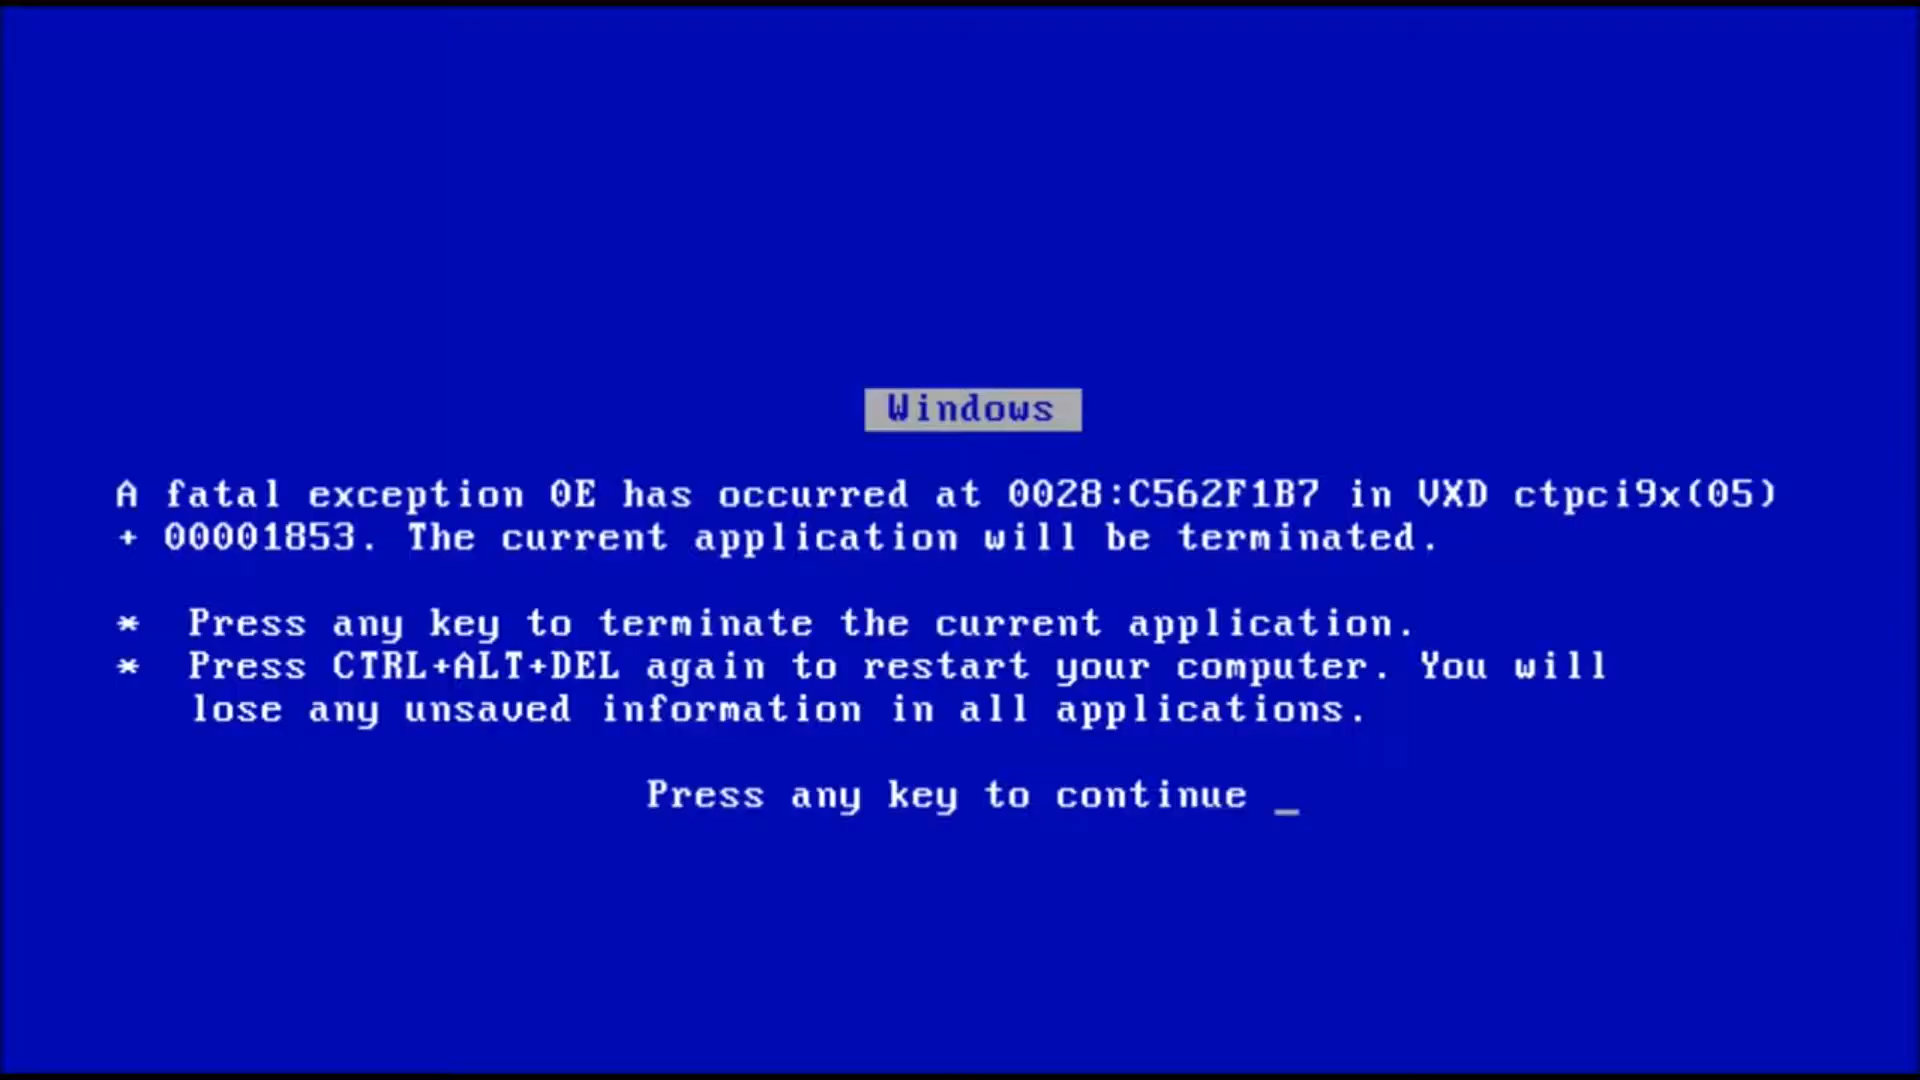 Windows
A fatal exception 0E has occurred at 0028:C562F1B7 in VXD ctpci9x(05)
+ 00001853. The current application will be terminated.
* Press any key to terminate the current application.
* Press CTRL+ALT+DEL again to restart your computer. You will
lose any unsaved information in all applications.
Press any key to continue _